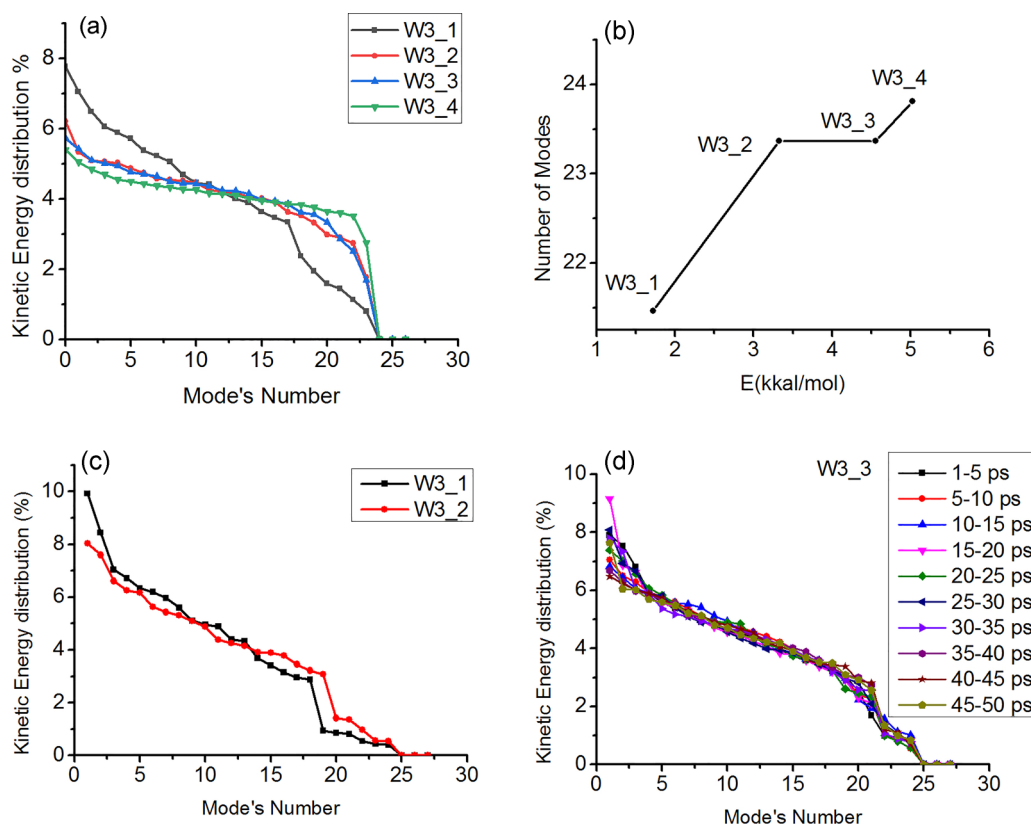 (a)
W3_1
W3_2
W3_3
W3_4
Kinetic Energy distribution %
8
6
4
2
0
0 5 10 15 20 25 30
Mode's Number
(b)
Number of Modes
24
23
22
W3_1
W3_2
W3_3
W3_4
1 2 3 4 5 6
E(kkal/mol)
(c)
W3_1
W3_2
Kinetic Energy distribution (%)
10
8
6
4
2
0
0 5 10 15 20 25 30
Mode's Number
(d)
W3_3
1-5 ps
5-10 ps
10-15 ps
15-20 ps
20-25 ps
25-30 ps
30-35 ps
35-40 ps
40-45 ps
45-50 ps
Kinetic Energy distribution (%)
10
8
6
4
2
0
0 5 10 15 20 25 30
Mode's Number